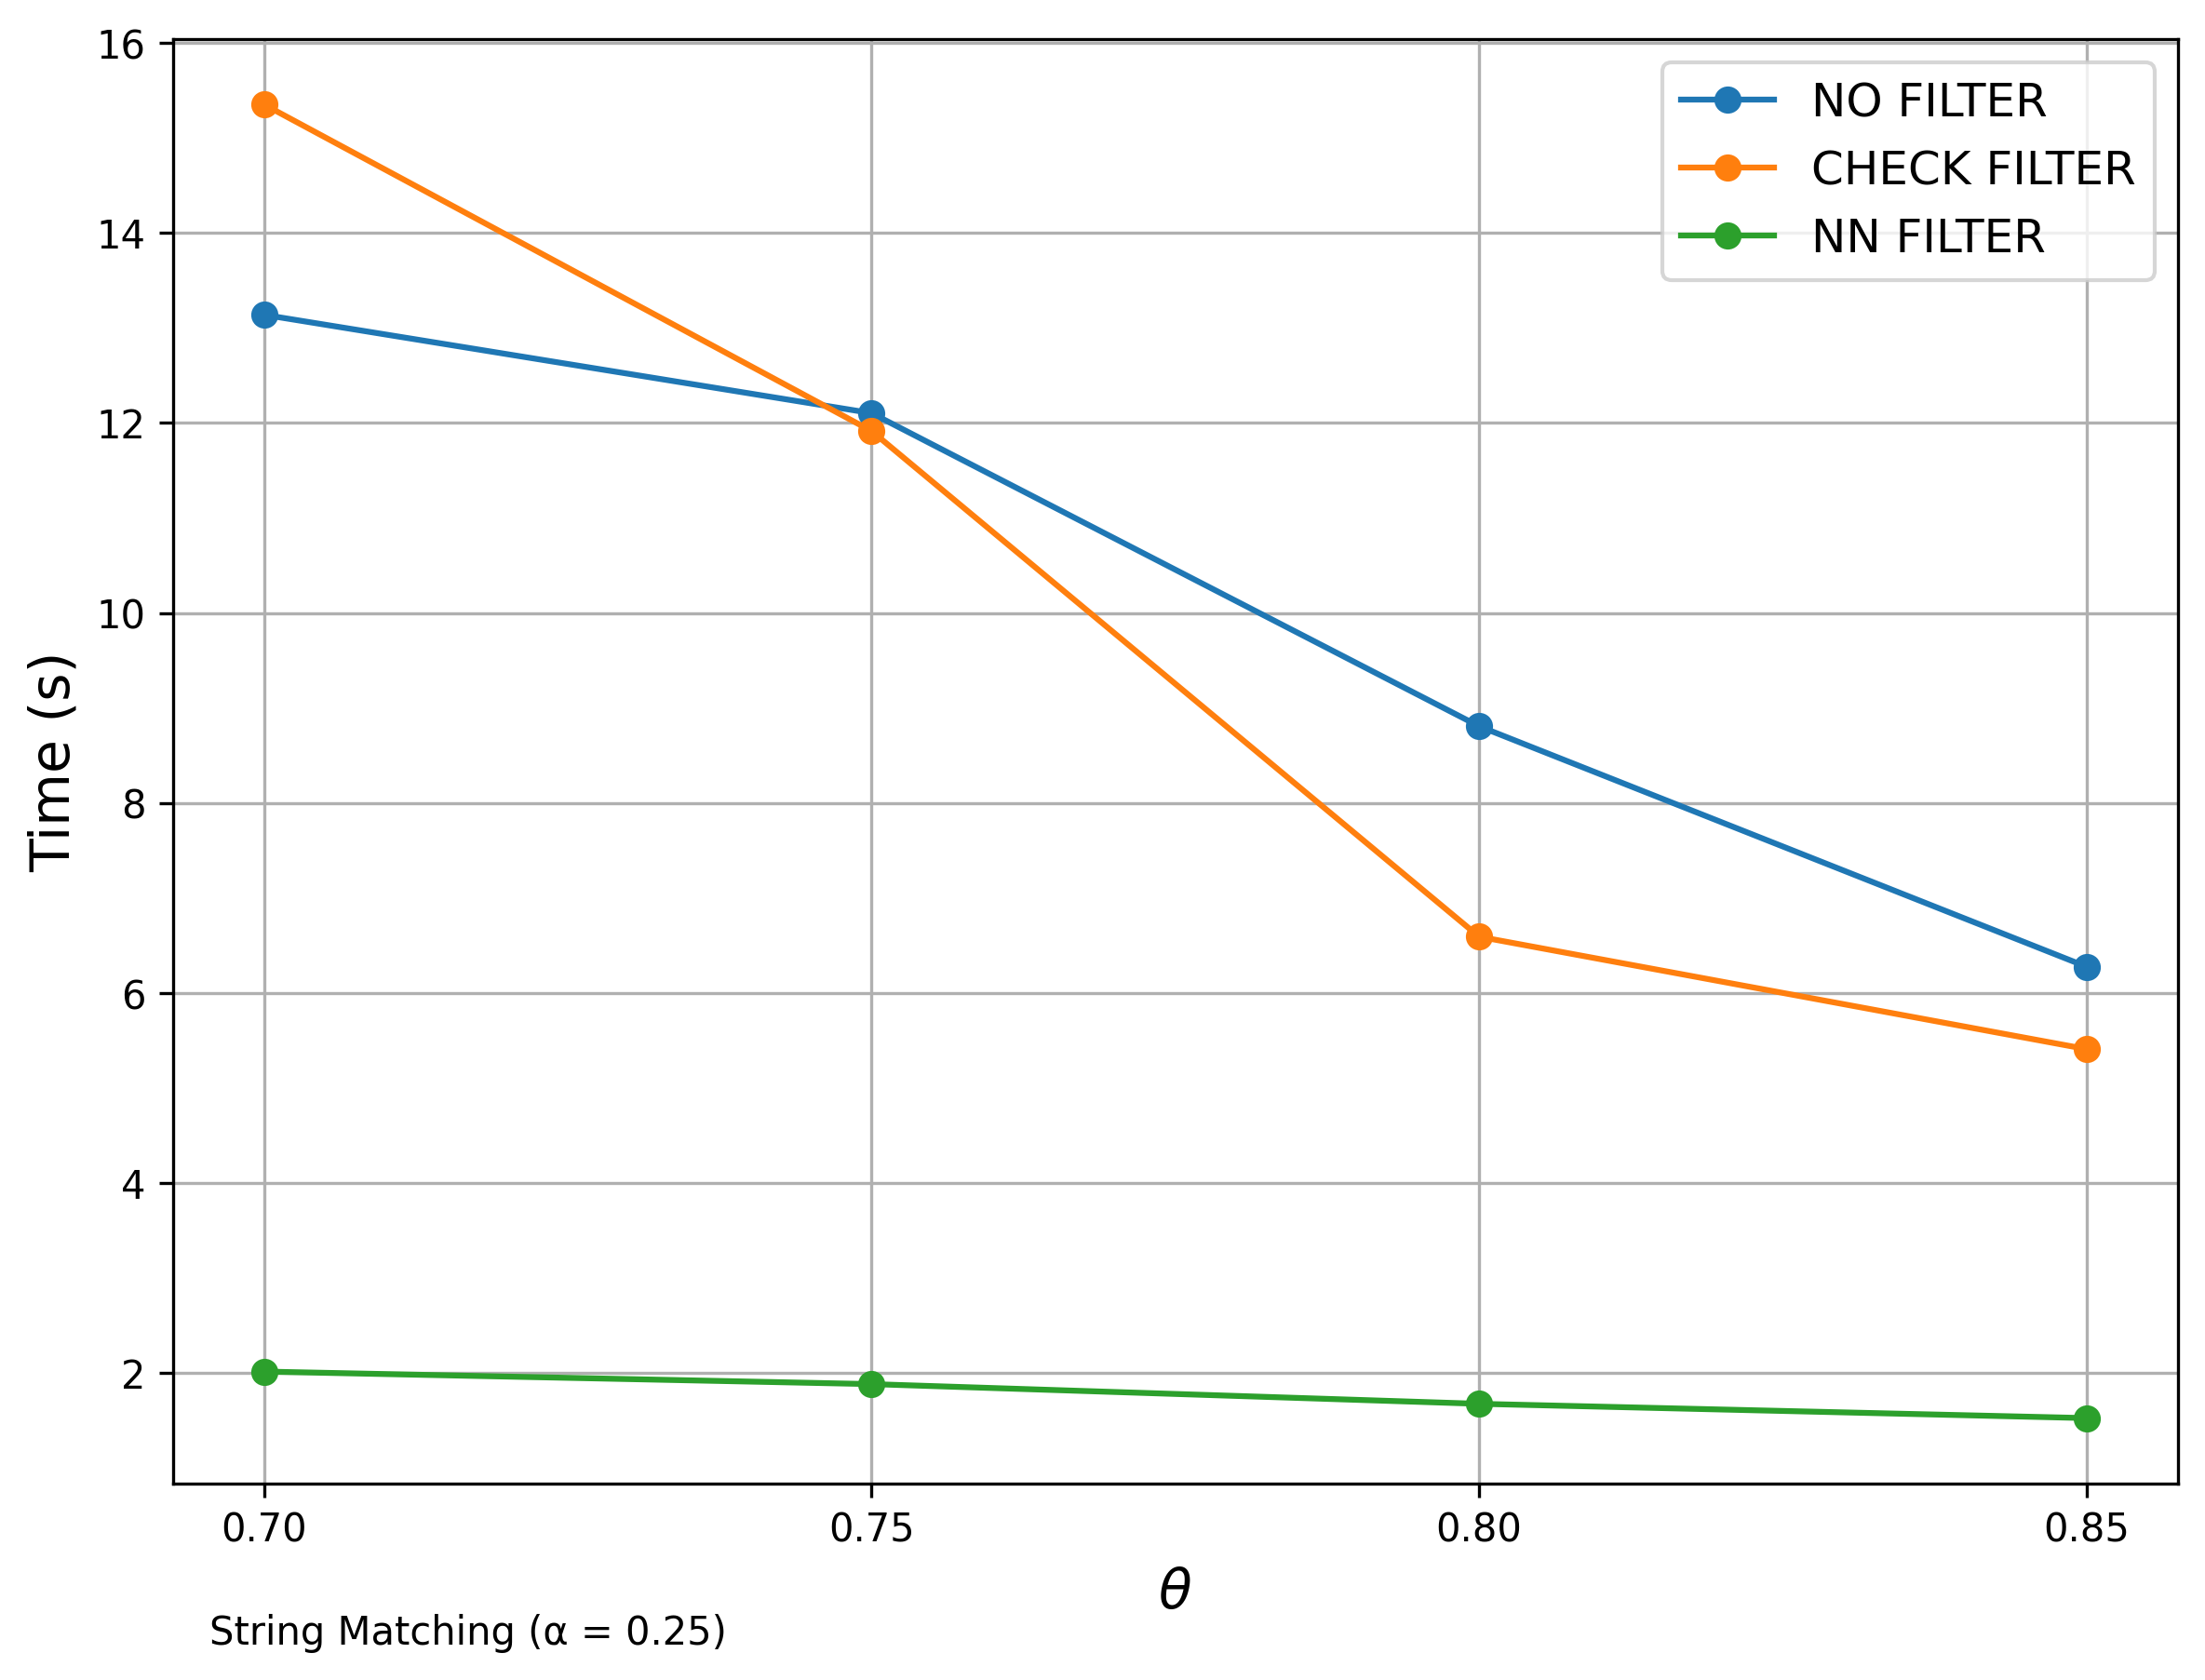 16
14
12
10
8
6
4
2
Time (s)
NO FILTER
CHECK FILTER
NN FILTER
0.70 0.75 0.80 0.85
θ
String Matching (α = 0.25)